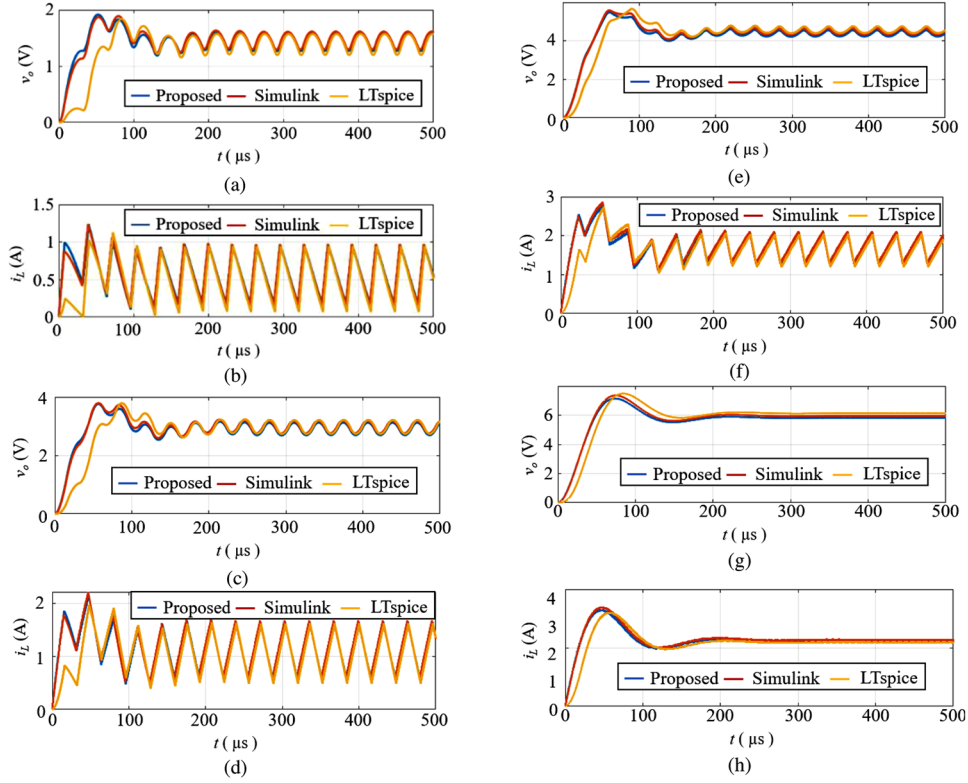 2
1
0
v_o (V)
Proposed Simulink LTspice
0 100 200 300 400 500
t ( µs )
(a)
1.5
1
0.5
0
i_L (A)
Proposed Simulink LTspice
0 100 200 300 400 500
t ( µs )
(b)
4
2
0
v_o (V)
Proposed Simulink LTspice
0 100 200 300 400 500
t ( µs )
(c)
2
1
0
i_L (A)
Proposed Simulink LTspice
0 100 200 300 400 500
t ( µs )
(d)
6
4
2
0
v_o (V)
Proposed Simulink LTspice
0 100 200 300 400 500
t ( µs )
(e)
3
2
1
0
i_L (A)
Proposed Simulink LTspice
0 100 200 300 400 500
t ( µs )
(f)
6
4
2
0
v_o (V)
Proposed Simulink LTspice
0 100 200 300 400 500
t ( µs )
(g)
4
3
2
1
0
i_L (A)
Proposed Simulink LTspice
0 100 200 300 400 500
t ( µs )
(h)